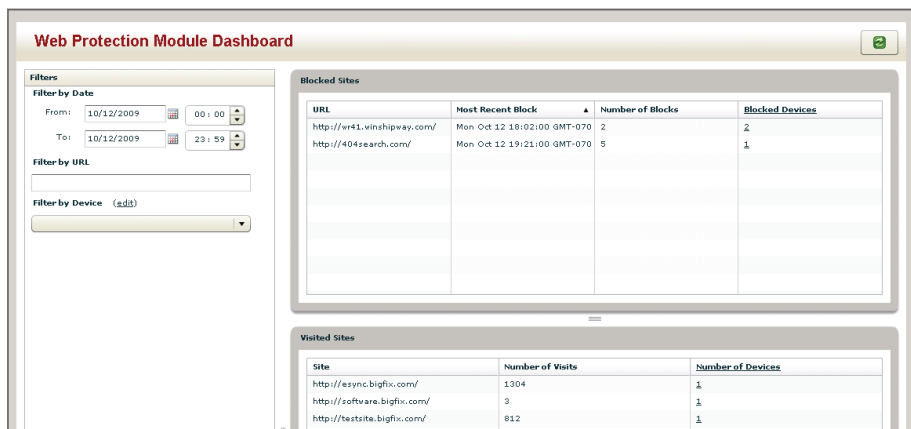 Web Protection Module Dashboard
Filters
Filter by Date
From: 10/12/2009 00 : 00
To: 10/12/2009 23 : 59
Filter by URL
Filter by Device (edit)
Blocked Sites
URL Most Recent Block Number of Blocks Blocked Devices
http://wr41.winshipway.com/ Mon Oct 12 18:02:00 GMT-070 2 2
http://404search.com/ Mon Oct 12 19:21:00 GMT-070 5 1
Visited Sites
Site Number of Visits Number of Devices
http://esync.bigfix.com/ 1304 1
http://software.bigfix.com/ 3 1
http://testsite.bigfix.com/ 812 1